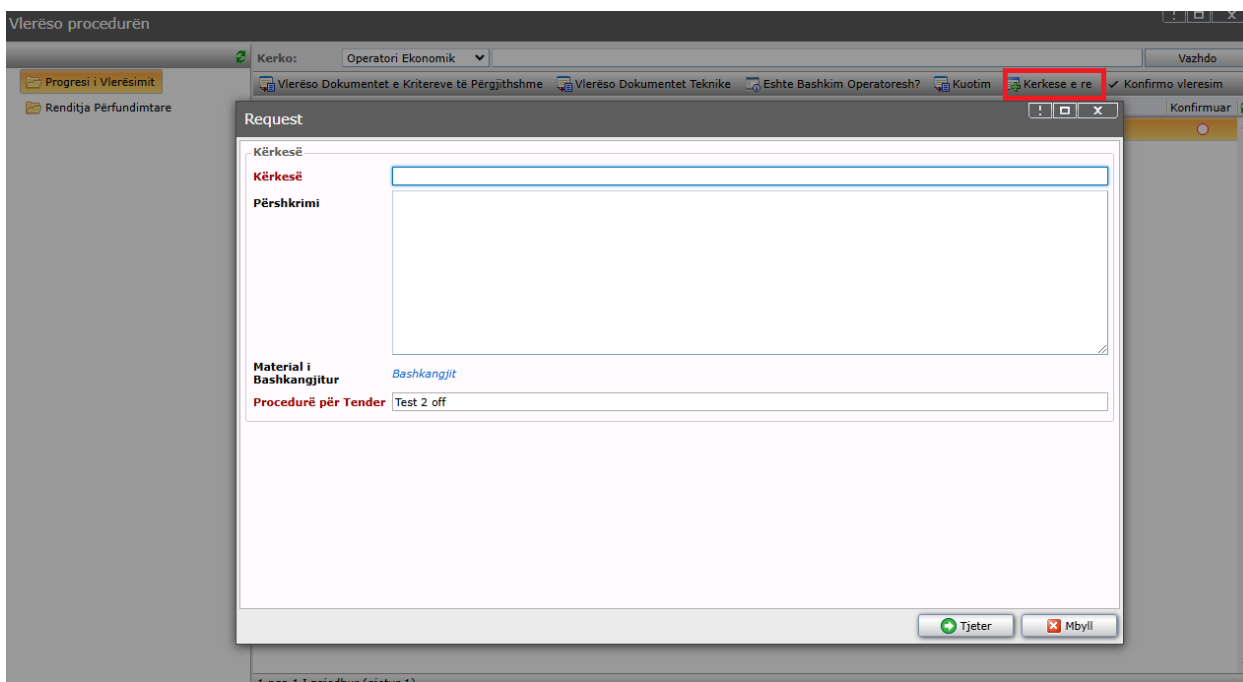 Vlerëso procedurën
Kerko: Operatori Ekonomik Vazhdo
Progresi i Vlerësimit
Vlerëso Dokumentet e Kritereve të Përgjithshme Vlerëso Dokumentet Teknike Eshte Bashkim Operatoresh? Kuotim Kerkese e re Konfirmo vleresim
Renditja Përfundimtare
Konfirmuar
Request
Kërkesë
Kërkesë
Përshkrimi
Material i
Bashkangjitur
Bashkangjit
Procedurë për Tender Test 2 off
Tjeter Mbyll